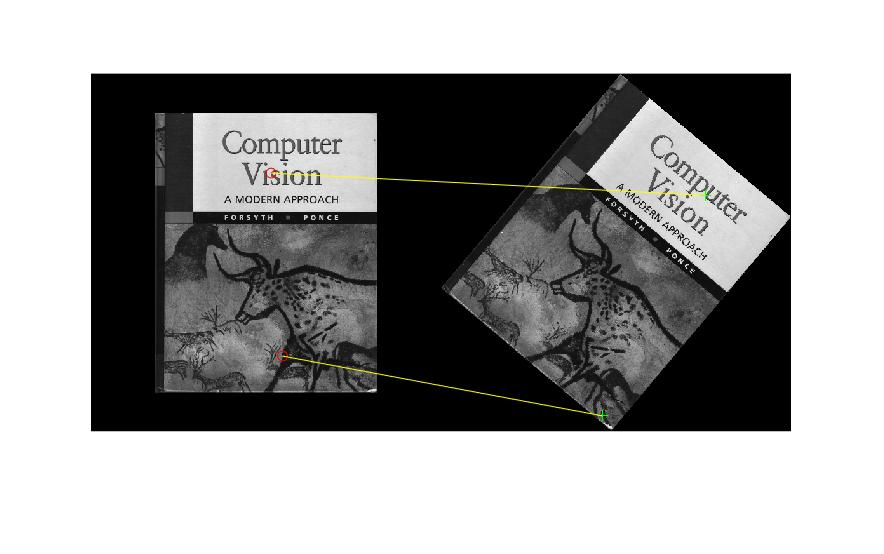 Computer
Vision
A MODERN APPROACH
FORSYTH PONCE
Computer
Vision
A MODERN APPROACH
FORSYTH PONCE